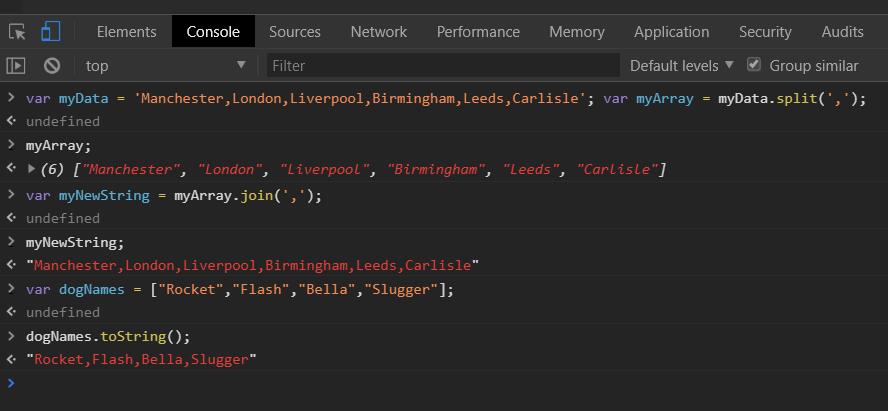 Elements Console Sources Network Performance Memory Application Security Audits
top Filter Default levels Group similar
> var myData = 'Manchester,London,Liverpool,Birmingham,Leeds,Carlisle'; var myArray = myData.split(',');
undefined
> myArray;
(6) ["Manchester", "London", "Liverpool", "Birmingham", "Leeds", "Carlisle"]
> var myNewString = myArray.join(',');
undefined
> myNewString;
"Manchester,London,Liverpool,Birmingham,Leeds,Carlisle"
> var dogNames = ["Rocket","Flash","Bella","Slugger"];
undefined
> dogNames.toString();
"Rocket,Flash,Bella,Slugger"
>